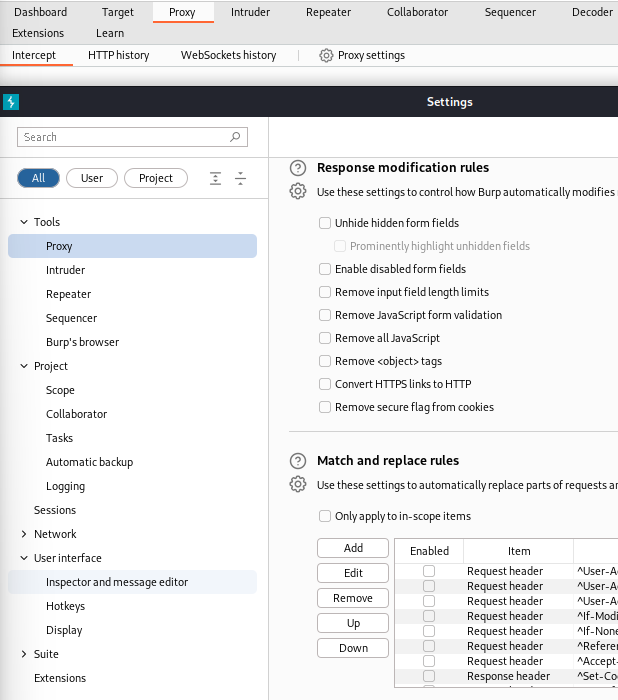 Dashboard Target Proxy Intruder Repeater Collaborator Sequencer Decoder
Extensions Learn
Intercept HTTP history WebSockets history Proxy settings
Settings
Search
All User Project
Tools
Proxy
Intruder
Repeater
Sequencer
Burp's browser
Project
Scope
Collaborator
Tasks
Automatic backup
Logging
Sessions
Network
User interface
Inspector and message editor
Hotkeys
Display
Suite
Extensions
Response modification rules
Use these settings to control how Burp automatically modifies
Unhide hidden form fields
Prominently highlight unhidden fields
Enable disabled form fields
Remove input field length limits
Remove JavaScript form validation
Remove all JavaScript
Remove <object> tags
Convert HTTPS links to HTTP
Remove secure flag from cookies
Match and replace rules
Use these settings to automatically replace parts of requests
Only apply to in-scope items
Add
Edit
Remove
Up
Down
Enabled Item
Request header ^User-A
Request header ^User-A
Request header ^User-A
Request header ^If-Modi
Request header ^If-None
Request header ^Refere
Request header ^Accept-
Response header ^Set-Co